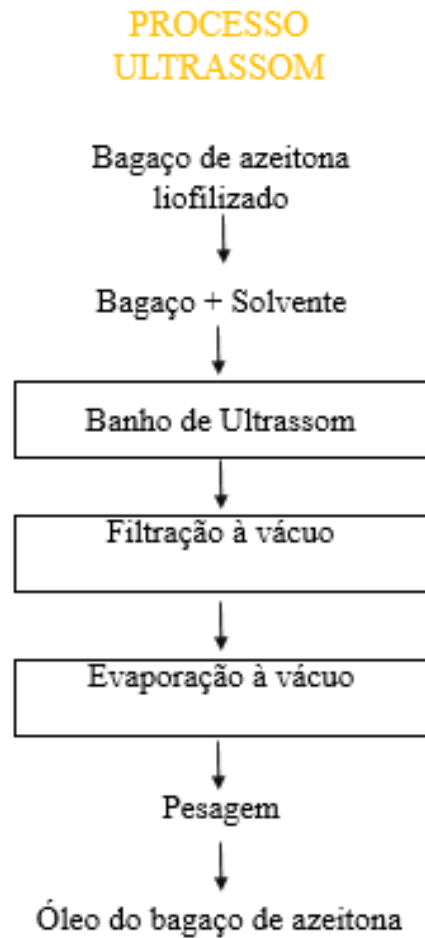 PROCESSO
ULTRASSOM
Bagaço de azeitona
liofilizado
Bagaço + Solvente
Banho de Ultrassom
Filtração à vácuo
Evaporação à vácuo
Pesagem
Óleo do bagaço de azeitona